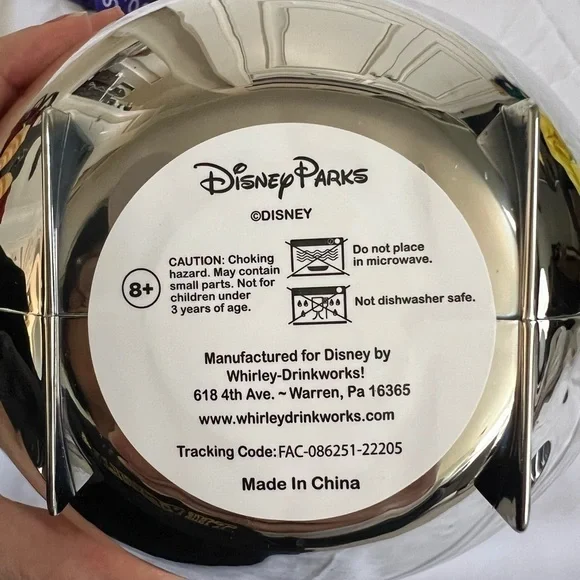 Disney Parks
©DISNEY
8+
CAUTION: Choking
hazard. May contain
small parts. Not for
children under
3 years of age.
Do not place
in microwave.
Not dishwasher safe.
Manufactured for Disney by
Whirley-Drinkworks!
618 4th Ave. ~ Warren, Pa 16365
www.whirleydrinkworks.com
Tracking Code:FAC-086251-22205
Made In China